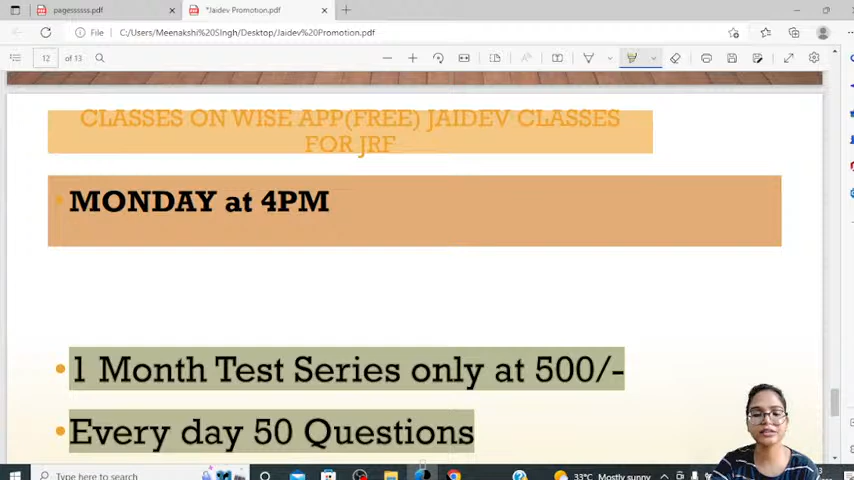 pagessssss.pdf
*Jaidev Promotion.pdf
File
C:/Users/Meenakshi%20SIngh/Desktop/Jaidev%20Promotion.pdf
12 of 13
CLASSES ON WISE APP(FREE) JAIDEV CLASSES
FOR JRF
• MONDAY at 4PM
• 1 Month Test Series only at 500/-
• Every day 50 Questions
Type here to search
33°C Mostly sunny